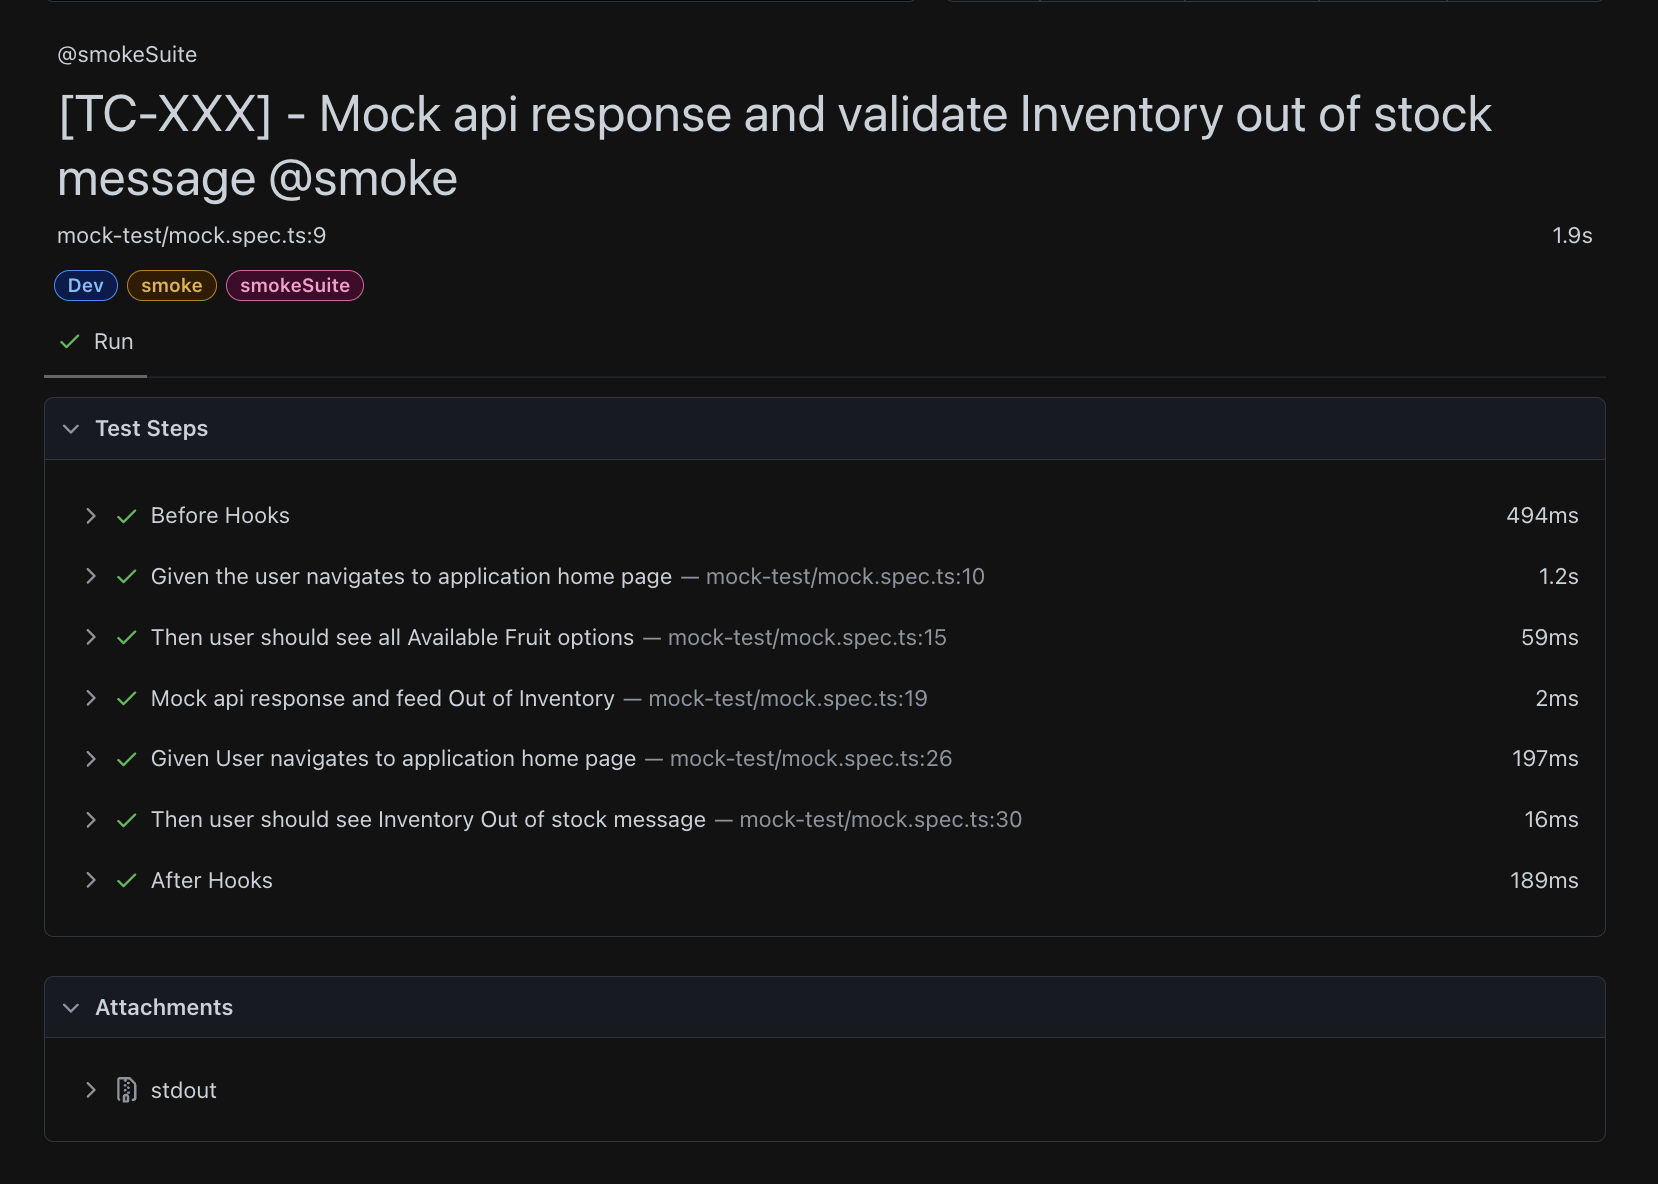 @smokeSuite
[TC-XXX] - Mock api response and validate Inventory out of stock
message @smoke
mock-test/mock.spec.ts:9 1.9s
Dev smoke smokeSuite
Run
Test Steps
Before Hooks 494ms
Given the user navigates to application home page — mock-test/mock.spec.ts:10 1.2s
Then user should see all Available Fruit options — mock-test/mock.spec.ts:15 59ms
Mock api response and feed Out of Inventory — mock-test/mock.spec.ts:19 2ms
Given User navigates to application home page — mock-test/mock.spec.ts:26 197ms
Then user should see Inventory Out of stock message — mock-test/mock.spec.ts:30 16ms
After Hooks 189ms
Attachments
stdout